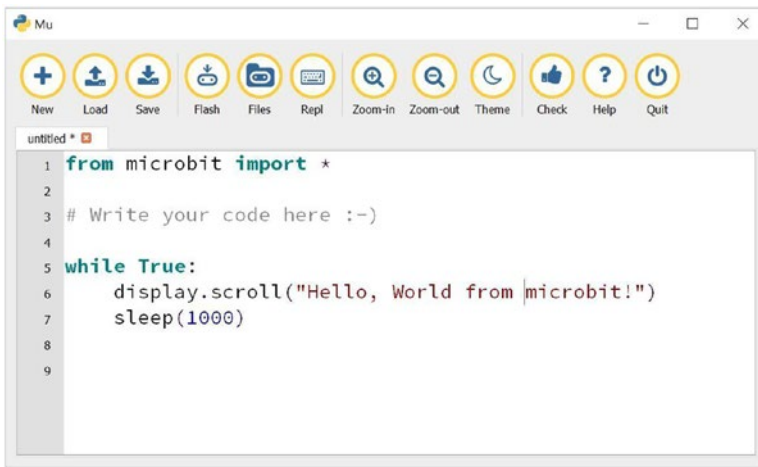 Mu
New Load Save Flash Files Repl Zoom-in Zoom-out Theme Check Help Quit
untitled *
1 from microbit import *
2
3 # Write your code here :-)
4
5 while True:
6     display.scroll("Hello, World from microbit!")
7     sleep(1000)
8
9